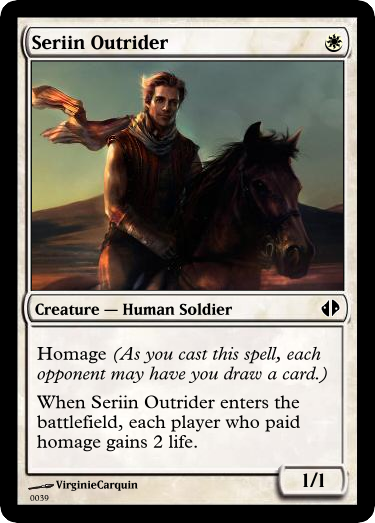 Seriin Outrider
Creature — Human Soldier
Homage (As you cast this spell, each
opponent may have you draw a card.)
When Seriin Outrider enters the
battlefield, each player who paid
homage gains 2 life.
VirginieCarquin
1/1
0039